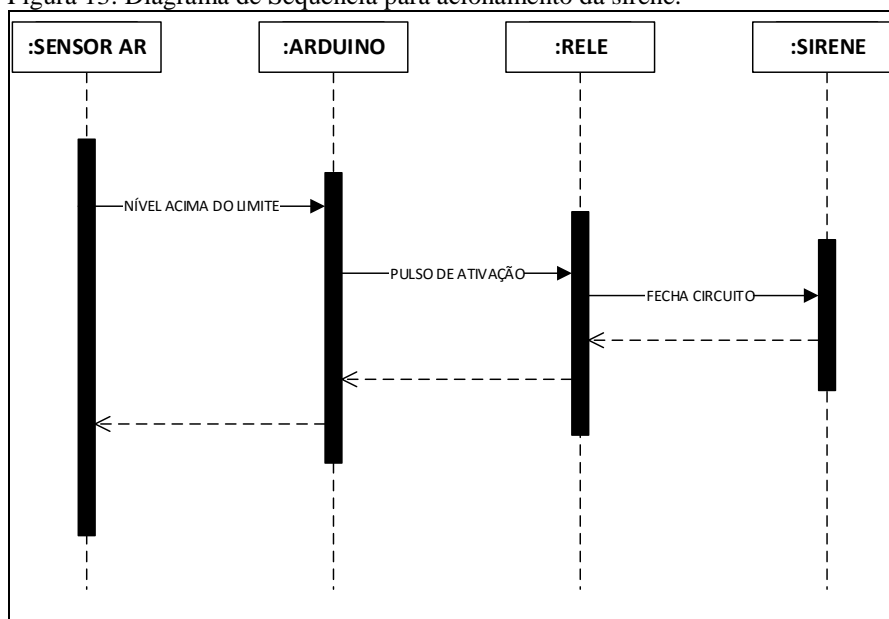 Figura 13: Diagrama de Sequência para acionamento da sirene.
:SENSOR AR
:ARDUINO
:RELE
:SIRENE
NÍVEL ACIMA DO LIMITE
PULSO DE ATIVAÇÃO
FECHA CIRCUITO